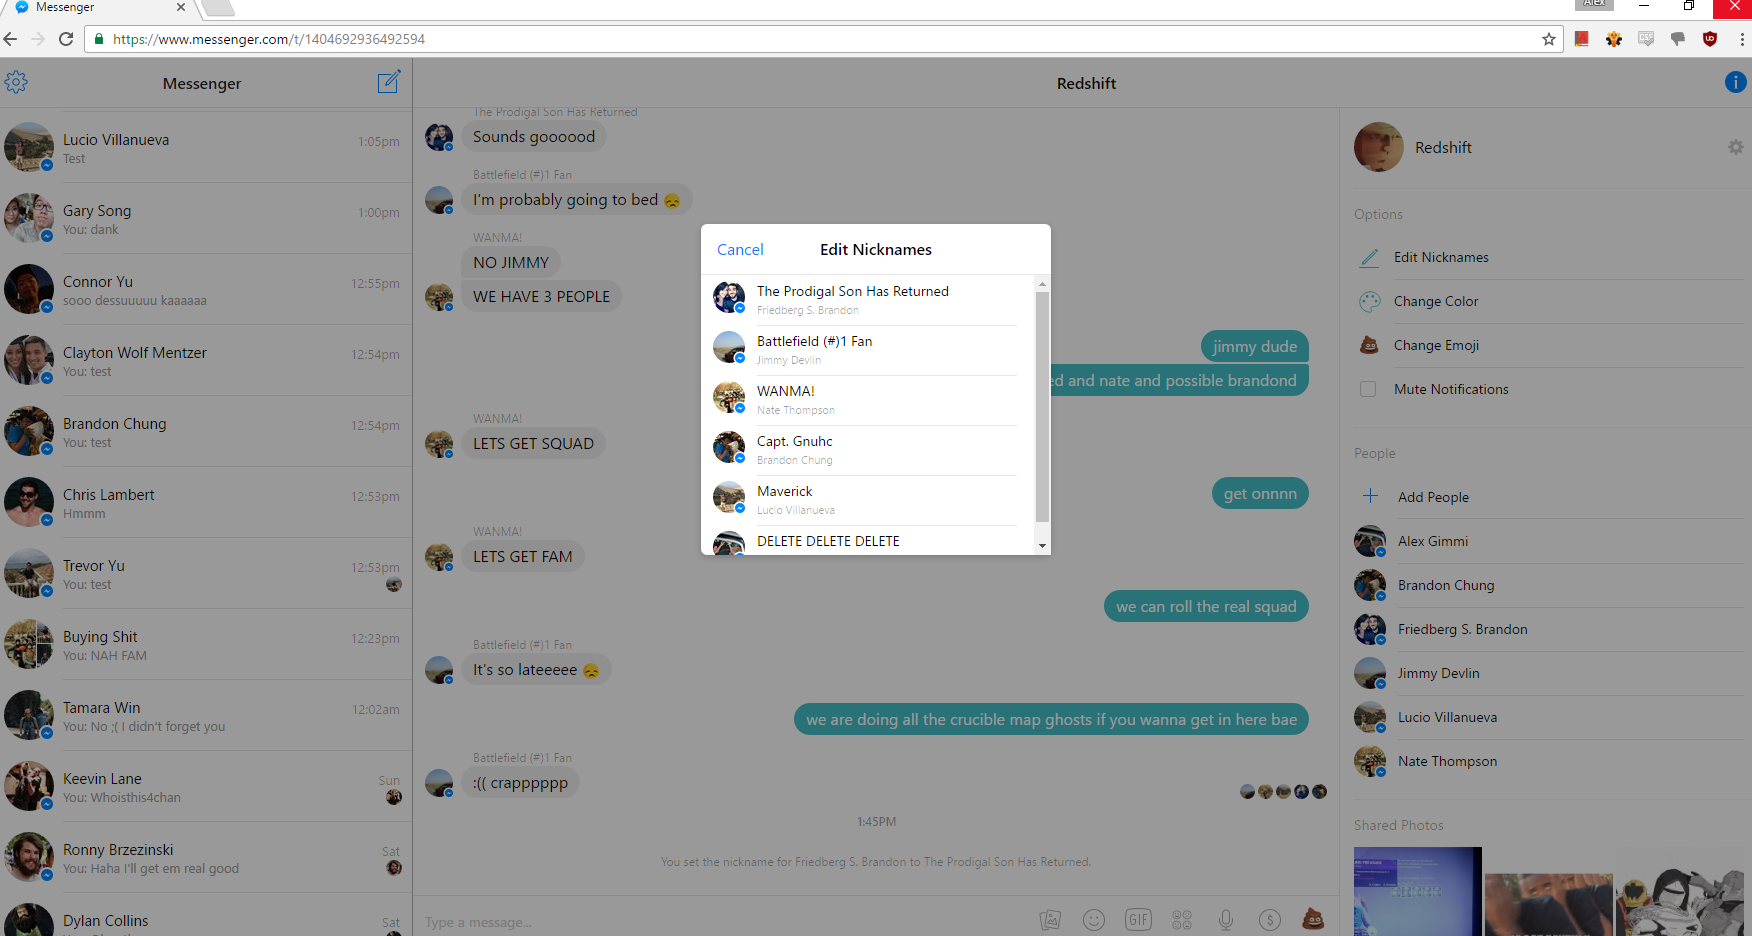 Messenger
Alex
https://www.messenger.com/t/1404692936492594
Messenger
Redshift
Lucio Villanueva
1:05pm
Test
Gary Song
1:00pm
You: dank
Connor Yu
12:55pm
sooo dessuuuuu kaaaaaa
Clayton Wolf Mentzer
12:54pm
You: test
Brandon Chung
12:54pm
You: test
Chris Lambert
12:53pm
Hmmm
Trevor Yu
12:53pm
You: test
Buying Shit
12:23pm
You: NAH FAM
Tamara Win
12:02am
You: No ;( I didn't forget you
Keevin Lane
Sun
You: Whoisthis4chan
Ronny Brzezinski
Sat
You: Haha I'll get em real good
Dylan Collins
Sat
The Prodigal Son Has Returned
Sounds goooood
Battlefield (#)1 Fan
I'm probably going to bed 😞
WANMA!
NO JIMMY
WE HAVE 3 PEOPLE
jimmy dude
ed and nate and possible brandond
WANMA!
LETS GET SQUAD
get onnnn
WANMA!
LETS GET FAM
we can roll the real squad
Battlefield (#)1 Fan
It's so lateeeee 😞
we are doing all the crucible map ghosts if you wanna get in here bae
Battlefield (#)1 Fan
:(( crapppppp
1:45PM
You set the nickname for Friedberg S. Brandon to The Prodigal Son Has Returned.
Type a message...
GIF
$
Cancel
Edit Nicknames
The Prodigal Son Has Returned
Friedberg S. Brandon
Battlefield (#)1 Fan
Jimmy Devlin
WANMA!
Nate Thompson
Capt. Gnuhc
Brandon Chung
Maverick
Lucio Villanueva
DELETE DELETE DELETE
Redshift
Options
Edit Nicknames
Change Color
Change Emoji
Mute Notifications
People
Add People
Alex Gimmi
Brandon Chung
Friedberg S. Brandon
Jimmy Devlin
Lucio Villanueva
Nate Thompson
Shared Photos